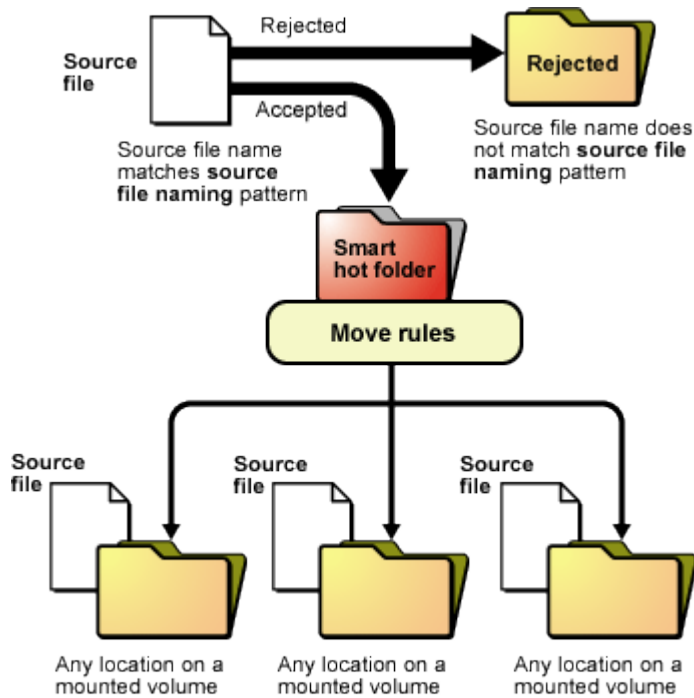 Rejected
Source
file
Rejected
Accepted
Source file name
matches source
file naming pattern
Source file name does
not match source file
naming pattern
Smart
hot folder
Move rules
Source
file
Source
file
Source
file
Any location on a
mounted volume
Any location on a
mounted volume
Any location on a
mounted volume